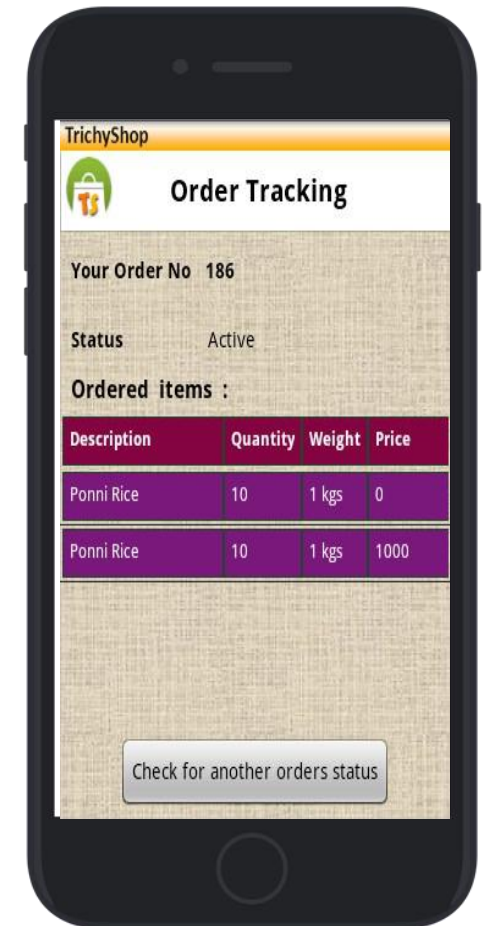 TrichyShop
TS
Order Tracking
Your Order No 186
Status Active
Ordered items :
Description Quantity Weight Price
Ponni Rice 10 1 kgs 0
Ponni Rice 10 1 kgs 1000
Check for another orders status